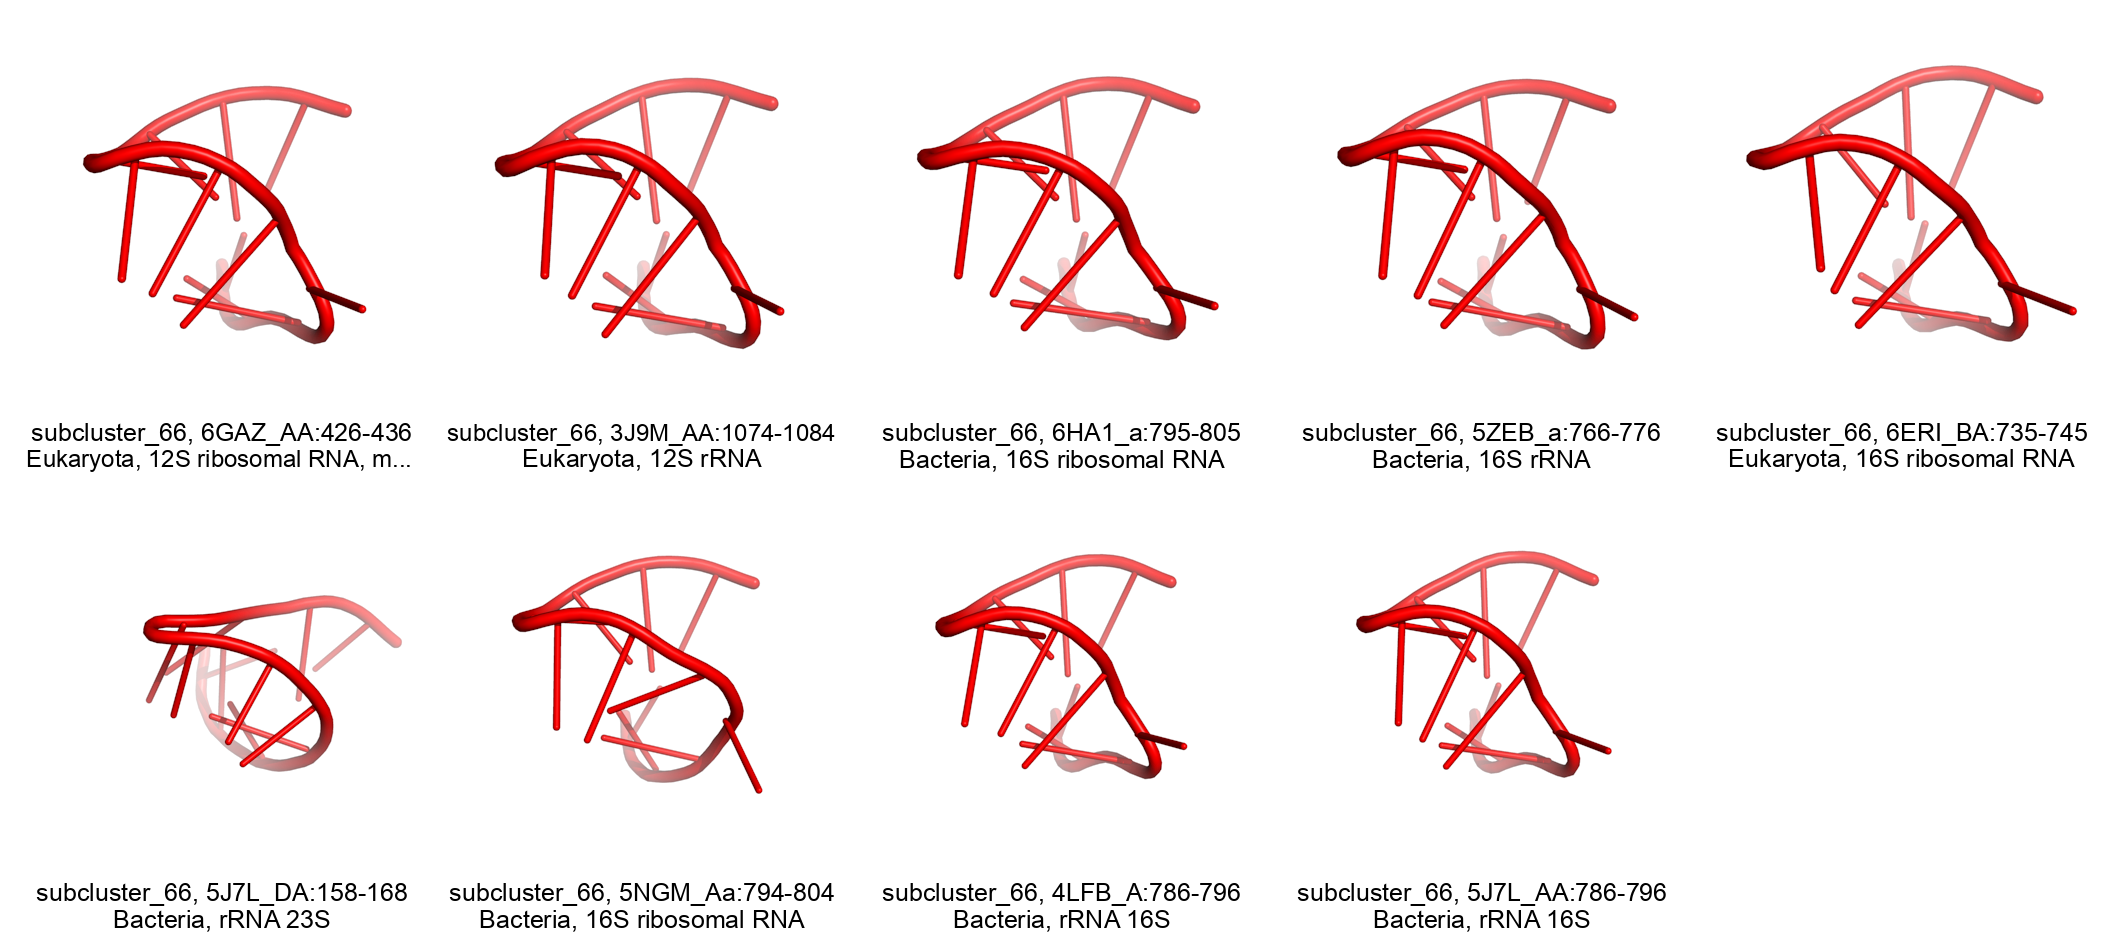 subcluster_66, 6GAZ_AA:426-436
Eukaryota, 12S ribosomal RNA, m...
subcluster_66, 3J9M_AA:1074-1084
Eukaryota, 12S rRNA
subcluster_66, 6HA1_a:795-805
Bacteria, 16S ribosomal RNA
subcluster_66, 5ZEB_a:766-776
Bacteria, 16S rRNA
subcluster_66, 6ERI_BA:735-745
Eukaryota, 16S ribosomal RNA
subcluster_66, 5J7L_DA:158-168
Bacteria, rRNA 23S
subcluster_66, 5NGM_Aa:794-804
Bacteria, 16S ribosomal RNA
subcluster_66, 4LFB_A:786-796
Bacteria, rRNA 16S
subcluster_66, 5J7L_AA:786-796
Bacteria, rRNA 16S